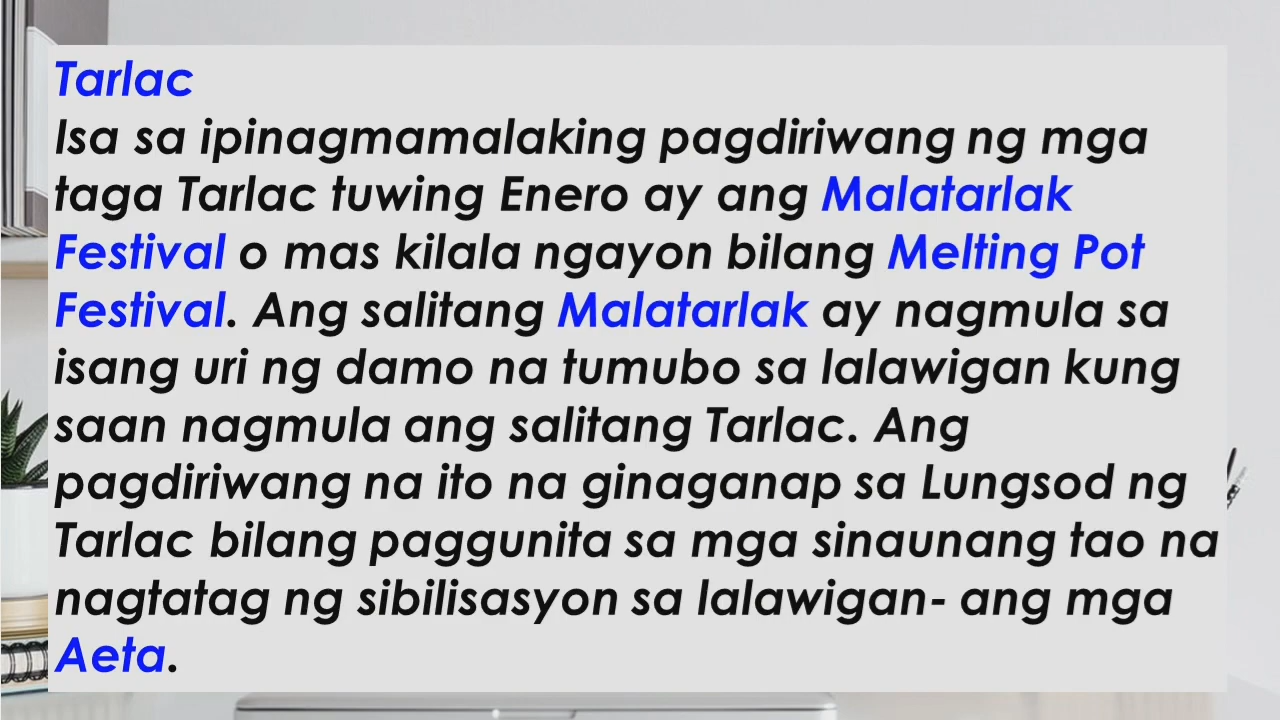 Tarlac
Isa sa ipinagmamalaking pagdiriwang ng mga
taga Tarlac tuwing Enero ay ang Malatarlak
Festival o mas kilala ngayon bilang Melting Pot
Festival. Ang salitang Malatarlak ay nagmula sa
isang uri ng damo na tumubo sa lalawigan kung
saan nagmula ang salitang Tarlac. Ang
pagdiriwang na ito na ginaganap sa Lungsod ng
Tarlac bilang paggunita sa mga sinaunang tao na
nagtatag ng sibilisasyon sa lalawigan- ang mga
Aeta.